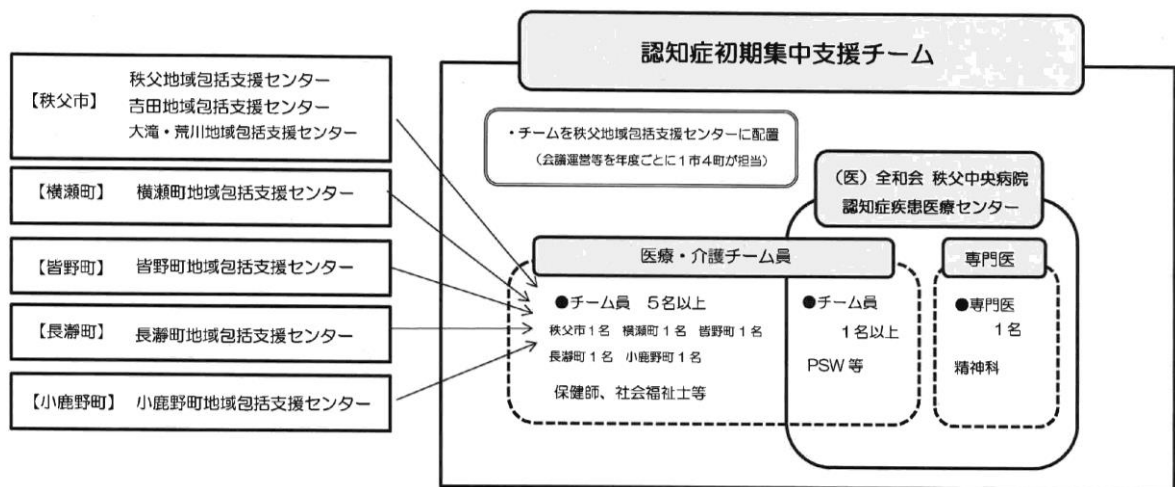 認知症初期集中支援チーム
【秩父市】
秩父地域包括支援センター
吉田地域包括支援センター
大滝・荒川地域包括支援センター
【横瀬町】 横瀬町地域包括支援センター
【皆野町】 皆野町地域包括支援センター
【長瀞町】 長瀞町地域包括支援センター
【小鹿野町】 小鹿野町地域包括支援センター
・チームを秩父地域包括支援センターに配置
（会議運営等を年度ごとに1市4町が担当）
（医）全和会 秩父中央病院
認知症疾患医療センター
医療・介護チーム員
●チーム員 5名以上
秩父市1名 横瀬町1名 皆野町1名
長瀞町1名 小鹿野町1名
保健師、社会福祉士等
●チーム員
1名以上
PSW等
専門医
●専門医
1名
精神科